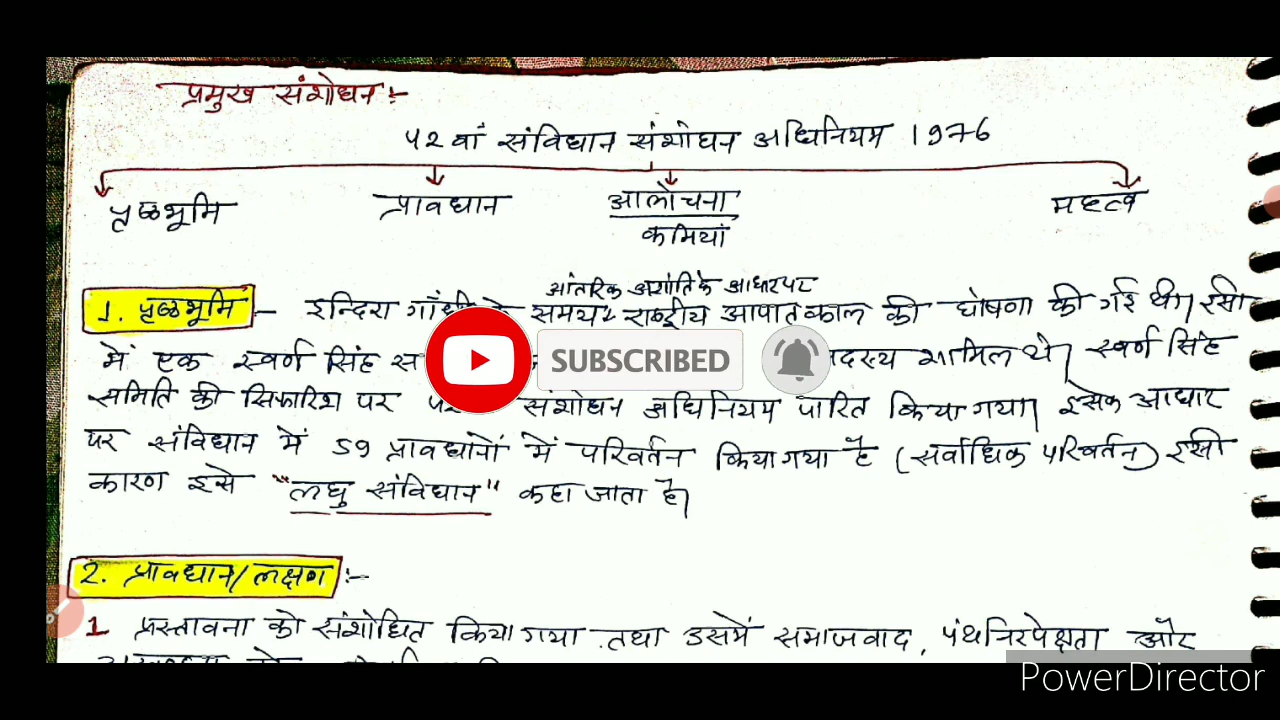 प्रमुख संशोधन :-
42 वां संविधान संशोधन अधिनियम 1976
पृष्ठभूमि प्रावधान आलोचना महत्व
कमियां
आंतरिक अशांति के आधार पर
1. पृष्ठभूमि :- इन्दिरा गाँधी के समय राष्ट्रीय आपातकाल की घोषणा की गई थी। इसी
में एक स्वर्ण सिंह शामिल थे। स्वर्ण सिंह
समिति की सिफारिश पर संशोधन अधिनियम पारित किया गया। इसके आधार
पर संविधान में 59 प्रावधानों में परिवर्तन किया गया है (सर्वाधिक परिवर्तन) इसी
कारण इसे "लघु संविधान" कहा जाता है।
SUBSCRIBED
2. प्रावधान/लक्षण :-
1 प्रस्तावना को संशोधित किया गया तथा उसमें समाजवाद, पंथनिरपेक्षता और
PowerDirector